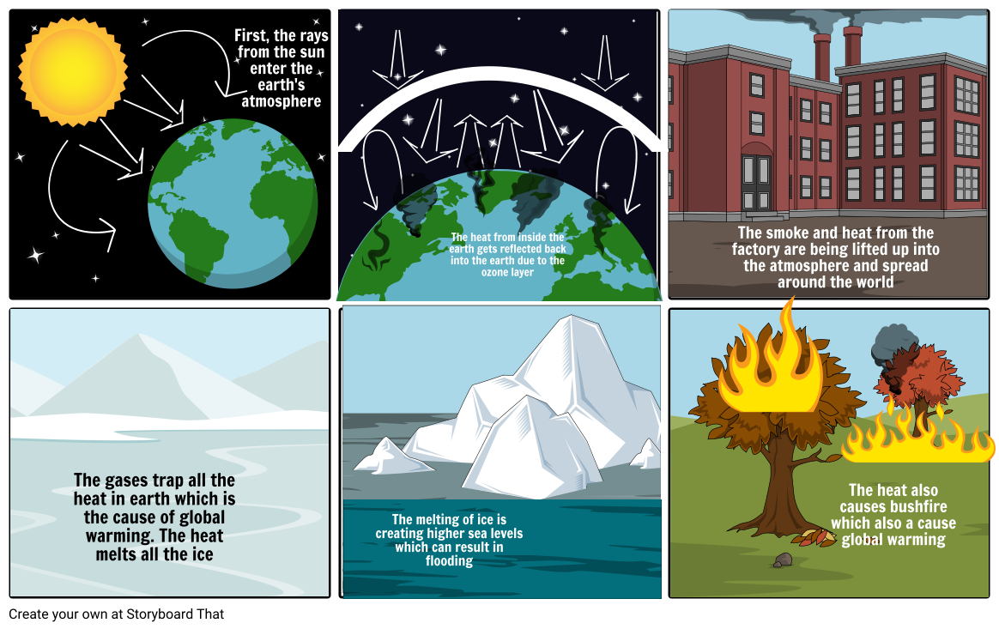 First, the rays
from the sun
enter the
earth's
atmosphere
The heat from inside the
earth gets reflected back
into the earth due to the
ozone layer
The smoke and heat from the
factory are being lifted up into
the atmosphere and spread
around the world
The gases trap all the
heat in earth which is
the cause of global
warming. The heat
melts all the ice
The melting of ice is
creating higher sea levels
which can result in
flooding
The heat also
causes bushfire
which also a cause
global warming
Create your own at Storyboard That